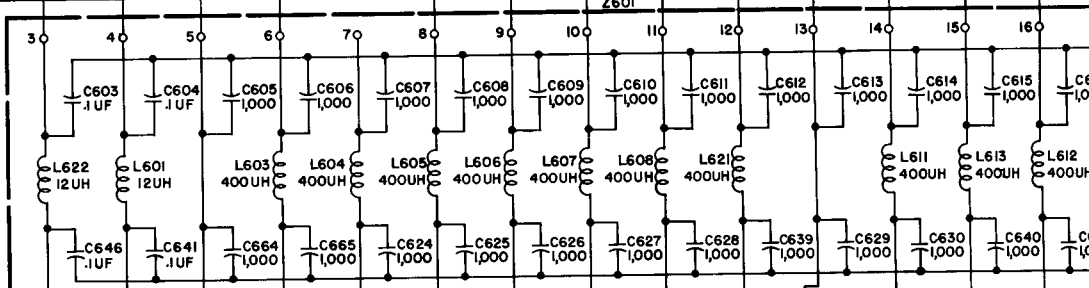 Z601
3 4 5 6 7 8 9 10 11 12 13 14 15 16
C603 .1UF
C604 .1UF
C605 1,000
C606 1,000
C607 1,000
C608 1,000
C609 1,000
C610 1,000
C611 1,000
C612 1,000
C613 1,000
C614 1,000
C615 1,000
L622 12UH
L601 12UH
L603 400UH
L604 400UH
L605 400UH
L606 400UH
L607 400UH
L608 400UH
L621
L611 400UH
L613 400UH
L612 400UH
C646 .1UF
C641 .1UF
C664 1,000
C665 1,000
C624 1,000
C625 1,000
C626 1,000
C627 1,000
C628 1,000
C639 1,000
C629 1,000
C630 1,000
C640 1,000